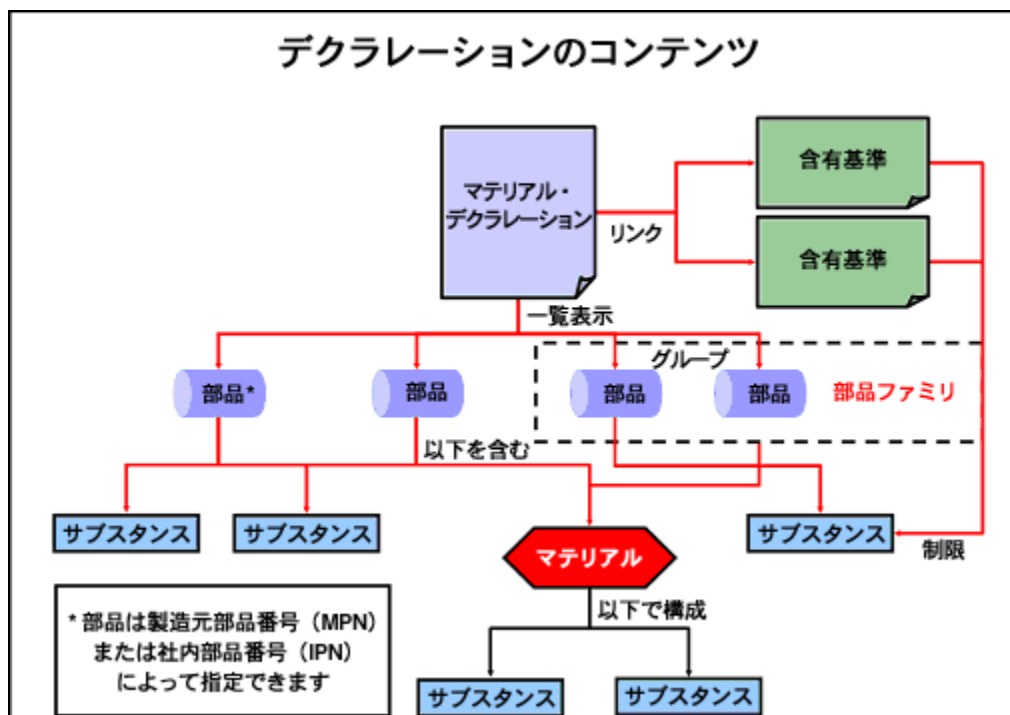 デクラレーションのコンテンツ
マテリアル・
デクラレーション
含有基準
リンク
含有基準
一覧表示
グループ
部品*
部品
部品
部品
部品ファミリ
以下を含む
サブスタンス
サブスタンス
マテリアル
サブスタンス
制限
以下で構成
* 部品は製造元部品番号（MPN）
または社内部品番号（IPN）
によって指定できます
サブスタンス
サブスタンス